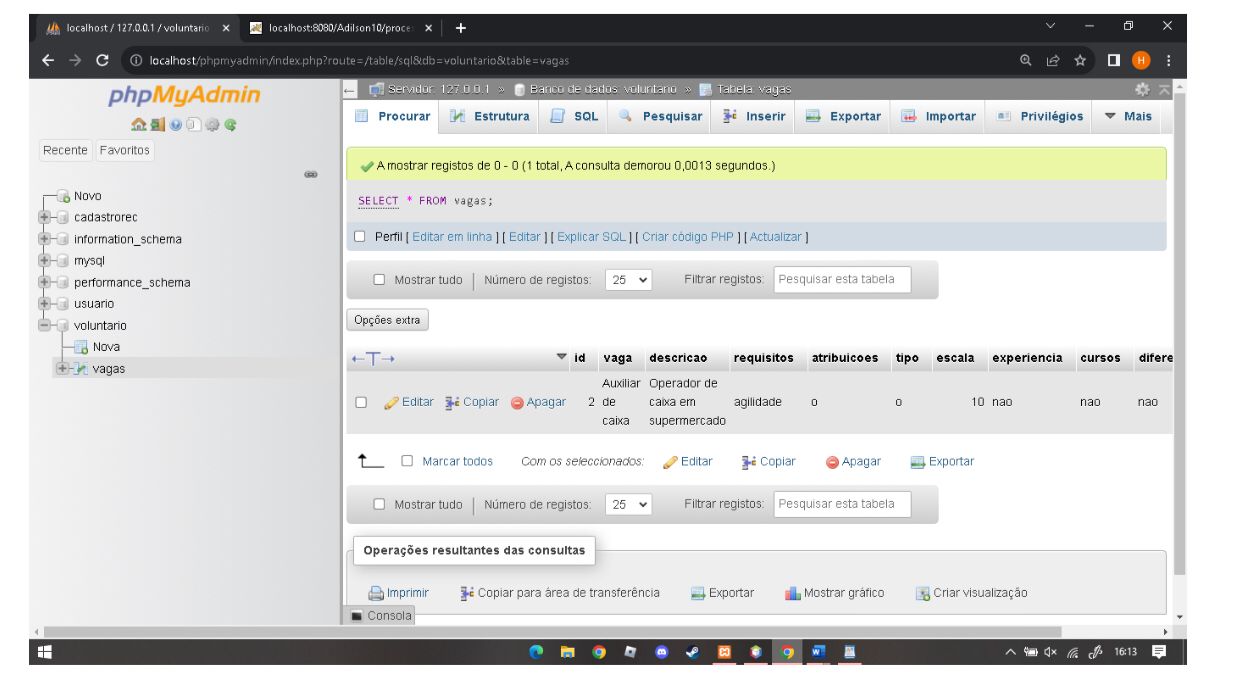 localhost / 127.0.0.1 / voluntario
localhost:8080/Adilson10/proce
localhost/phpmyadmin/index.php?route=/table/sql&db=voluntario&table=vagas
H
phpMyAdmin
Recente Favoritos
Novo
cadastrorec
information_schema
mysql
performance_schema
usuario
voluntario
Nova
vagas
Servidor: 127.0.0.1 » Banco de dados: voluntario » Tabela: vagas
Procurar Estrutura SQL Pesquisar Inserir Exportar Importar Privilégios Mais
A mostrar registos de 0 - 0 (1 total, A consulta demorou 0,0013 segundos.)
SELECT * FROM vagas;
Perfil [ Editar em linha ] [ Editar ] [ Explicar SQL ] [ Criar código PHP ] [ Actualizar ]
Mostrar tudo | Número de registos: 25 Filtrar registos: Pesquisar esta tabela
Opções extra
←T→ id vaga descricao requisitos atribuicoes tipo escala experiencia cursos difere
Editar Copiar Apagar 2 Auxiliar de caixa Operador de caixa em supermercado agilidade o o 10 nao nao nao
Marcar todos Com os seleccionados: Editar Copiar Apagar Exportar
Mostrar tudo | Número de registos: 25 Filtrar registos: Pesquisar esta tabela
Operações resultantes das consultas
Imprimir Copiar para área de transferência Exportar Mostrar gráfico Criar visualização
Consola
16:13